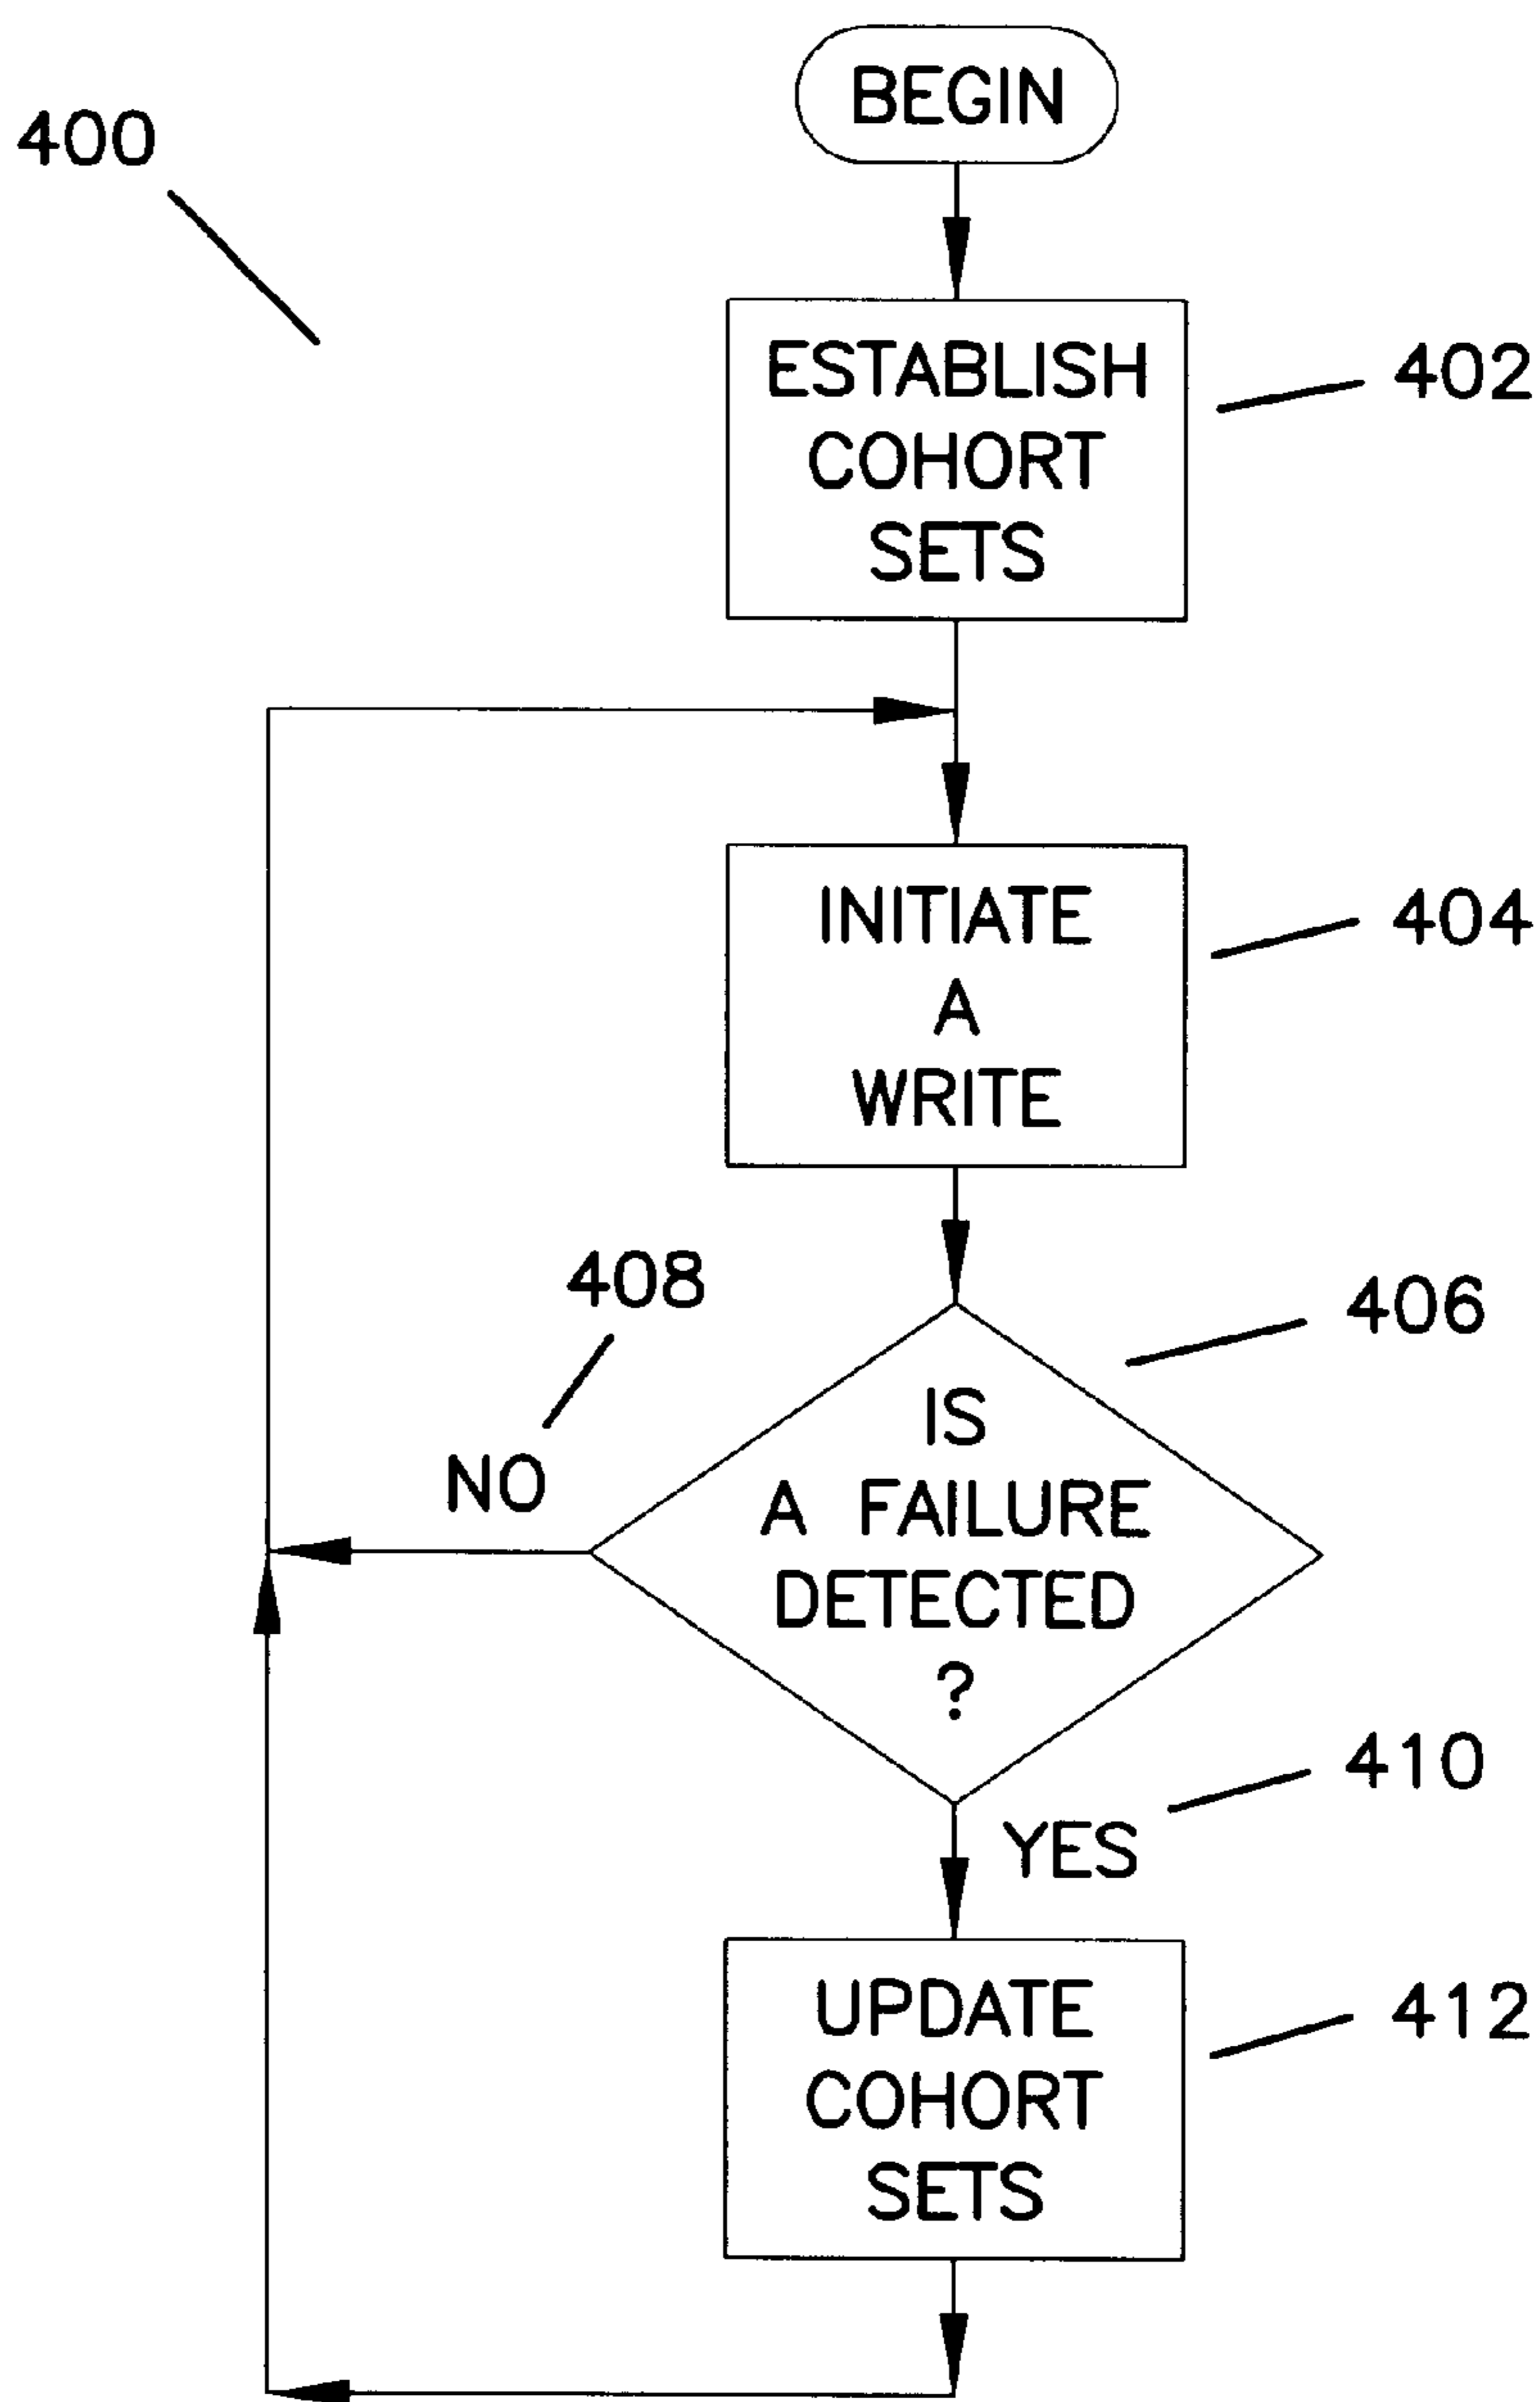 BEGIN
400
ESTABLISH
COHORT
SETS
402
INITIATE
A
WRITE
404
408
406
NO
IS
A FAILURE
DETECTED
?
410
YES
UPDATE
COHORT
SETS
412